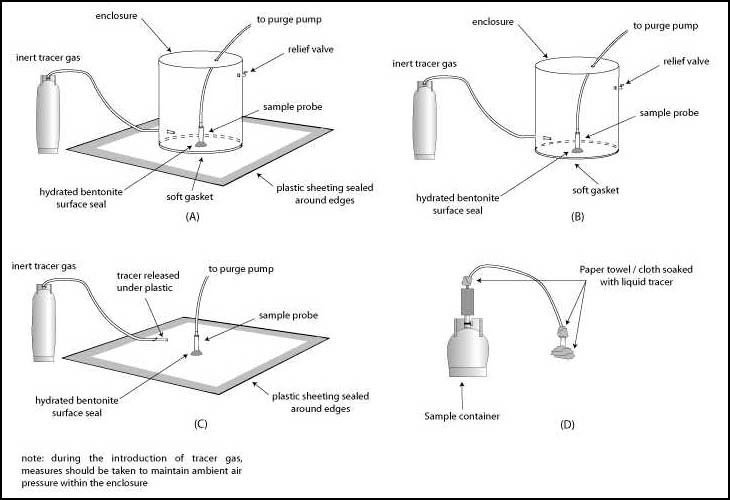 enclosure
to purge pump
relief valve
inert tracer gas
sample probe
hydrated bentonite
surface seal
soft gasket
plastic sheeting sealed
around edges
(A)
enclosure
to purge pump
relief valve
inert tracer gas
sample probe
hydrated bentonite
surface seal
soft gasket
(B)
inert tracer gas
tracer released
under plastic
to purge pump
sample probe
hydrated bentonite
surface seal
plastic sheeting sealed
around edges
(C)
Paper towel / cloth soaked
with liquid tracer
Sample container
(D)
note: during the introduction of tracer gas,
measures should be taken to maintain ambient air
pressure within the enclosure